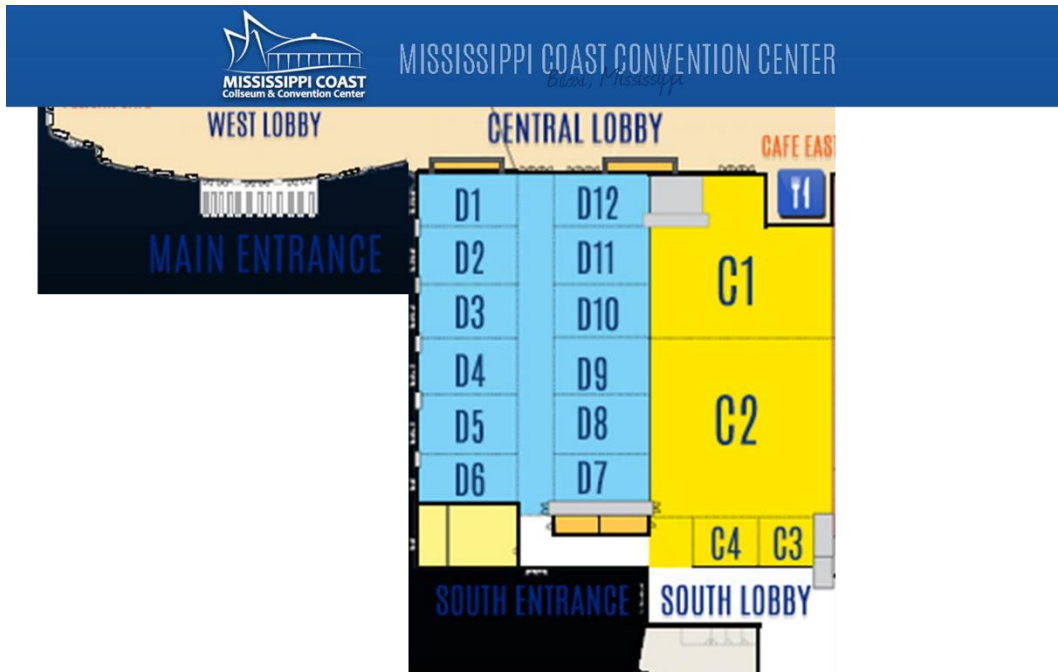 MISSISSIPPI COAST
Coliseum & Convention Center
MISSISSIPPI COAST CONVENTION CENTER
Biloxi, Mississippi
WEST LOBBY
CENTRAL LOBBY
CAFE EAS
MAIN ENTRANCE
D1
D12
D2
D11
C1
D3
D10
D4
D9
C2
D5
D8
D6
D7
C4
C3
SOUTH ENTRANCE
SOUTH LOBBY